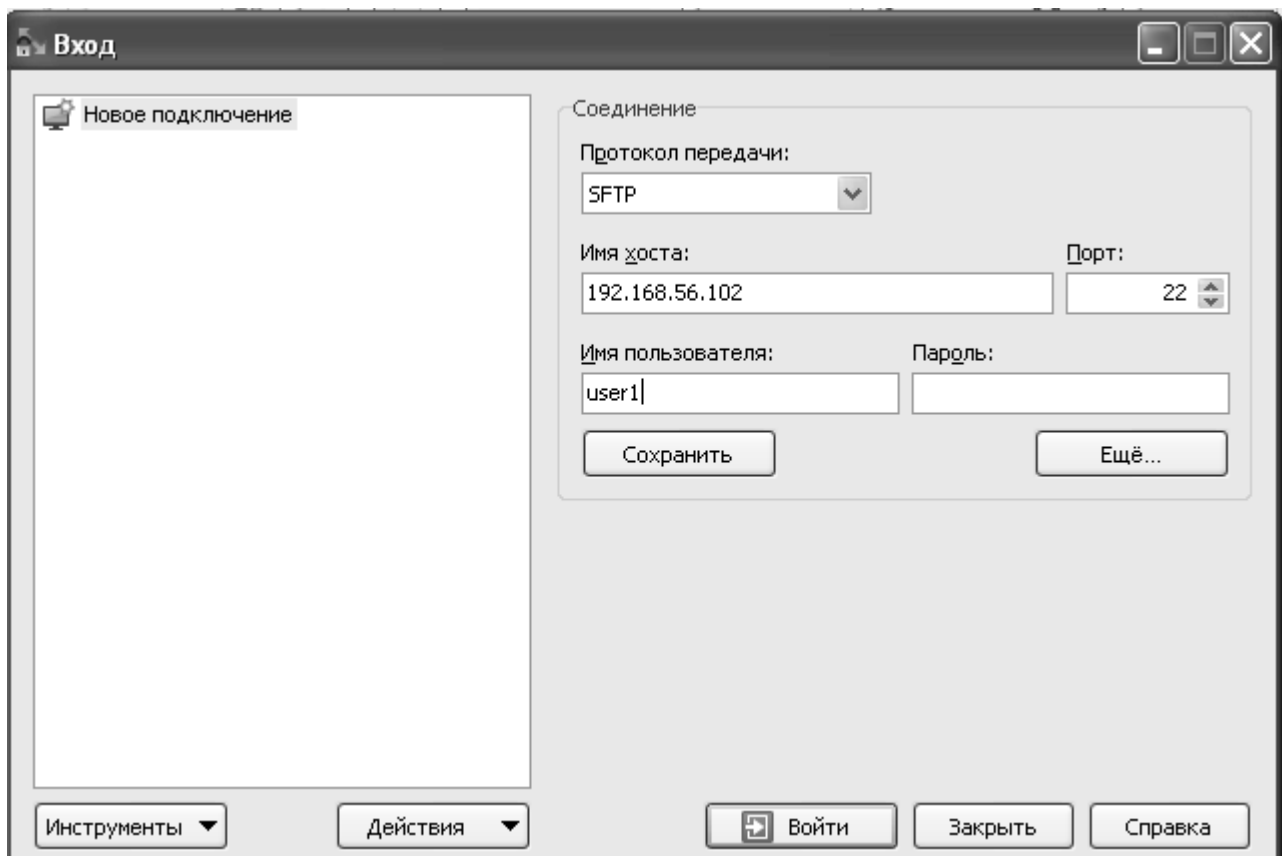 Вход
Новое подключение
Соединение
Протокол передачи:
SFTP
Имя хоста:
Порт:
192.168.56.102
22
Имя пользователя:
Пароль:
user1
Сохранить
Ещё...
Инструменты
Действия
Войти
Закрыть
Справка